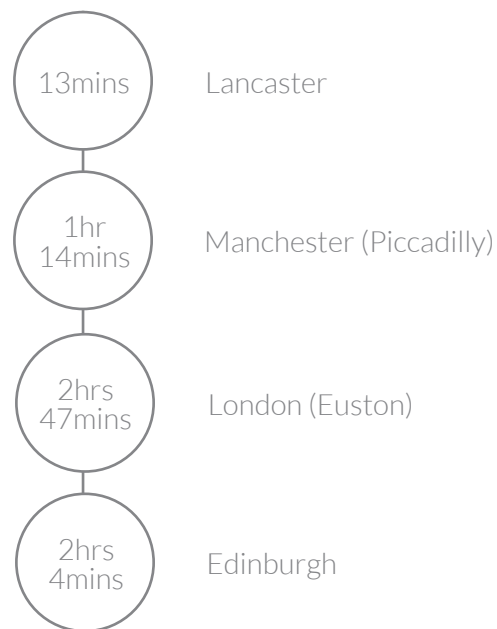 13mins
Lancaster
1hr
14mins
Manchester (Piccadilly)
2hrs
47mins
London (Euston)
2hrs
4mins
Edinburgh